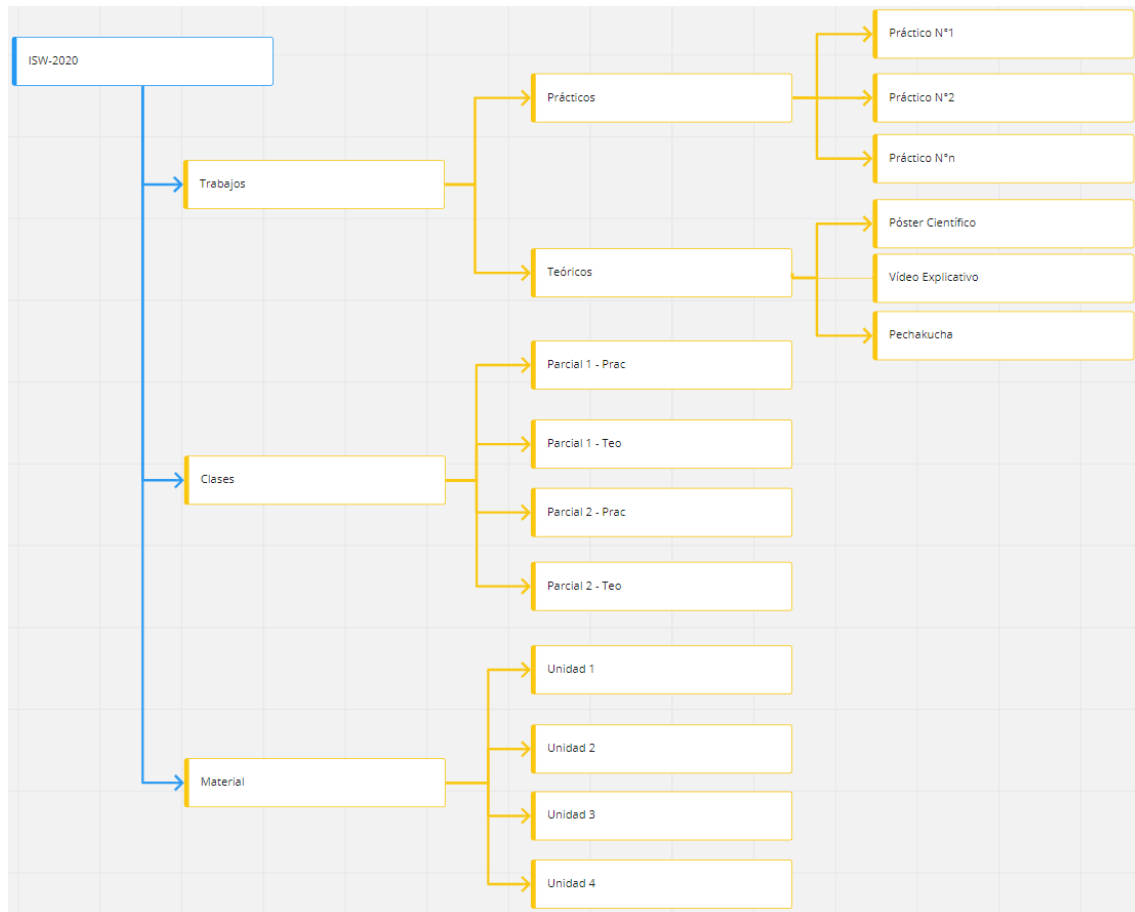 ISW-2020
Trabajos
Prácticos
Práctico N°1
Práctico N°2
Práctico N°n
Teóricos
Póster Científico
Vídeo Explicativo
Pechakucha
Clases
Parcial 1 - Prac
Parcial 1 - Teo
Parcial 2 - Prac
Parcial 2 - Teo
Material
Unidad 1
Unidad 2
Unidad 3
Unidad 4